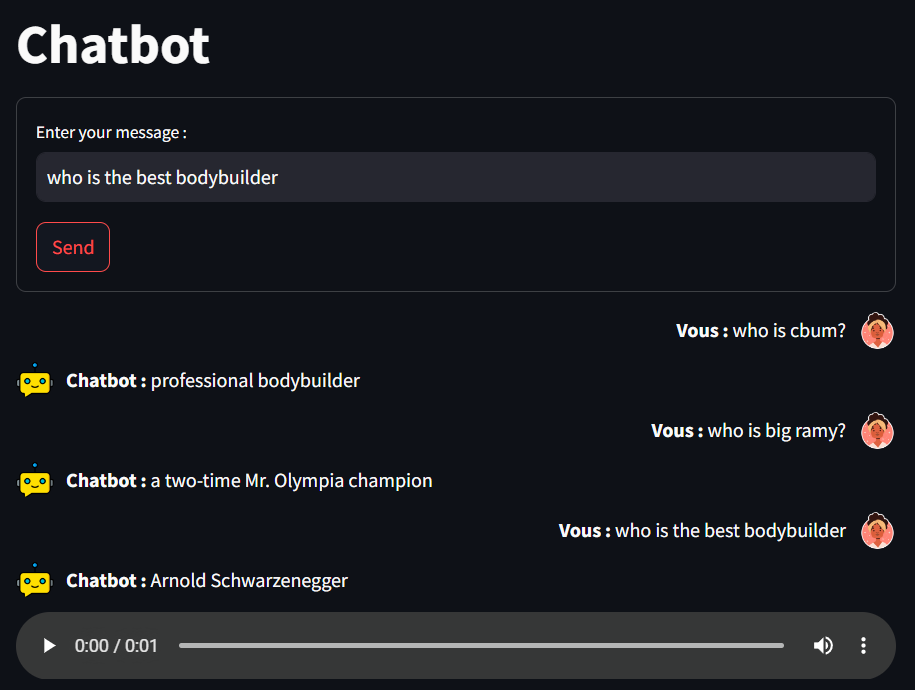 Chatbot
Enter your message :
who is the best bodybuilder
Send
Vous : who is cbum?
Chatbot : professional bodybuilder
Vous : who is big ramy?
Chatbot : a two-time Mr. Olympia champion
Vous : who is the best bodybuilder
Chatbot : Arnold Schwarzenegger
0:00 / 0:01